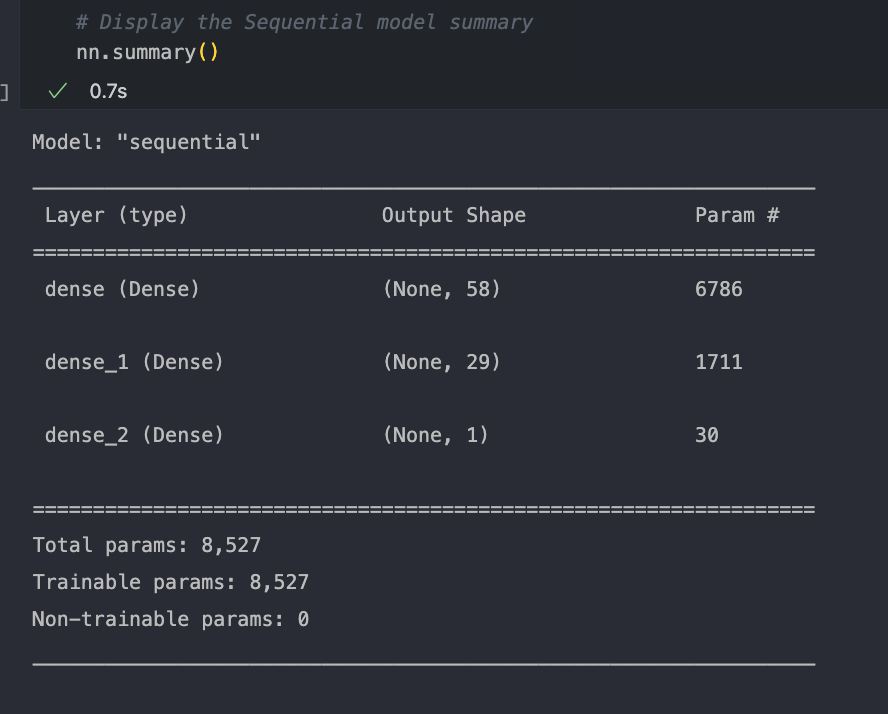 # Display the Sequential model summary
nn.summary()
] ✓ 0.7s
Model: "sequential"
_________________________________________________________________
Layer (type) Output Shape Param #
=================================================================
dense (Dense) (None, 58) 6786
dense_1 (Dense) (None, 29) 1711
dense_2 (Dense) (None, 1) 30
=================================================================
Total params: 8,527
Trainable params: 8,527
Non-trainable params: 0
_________________________________________________________________